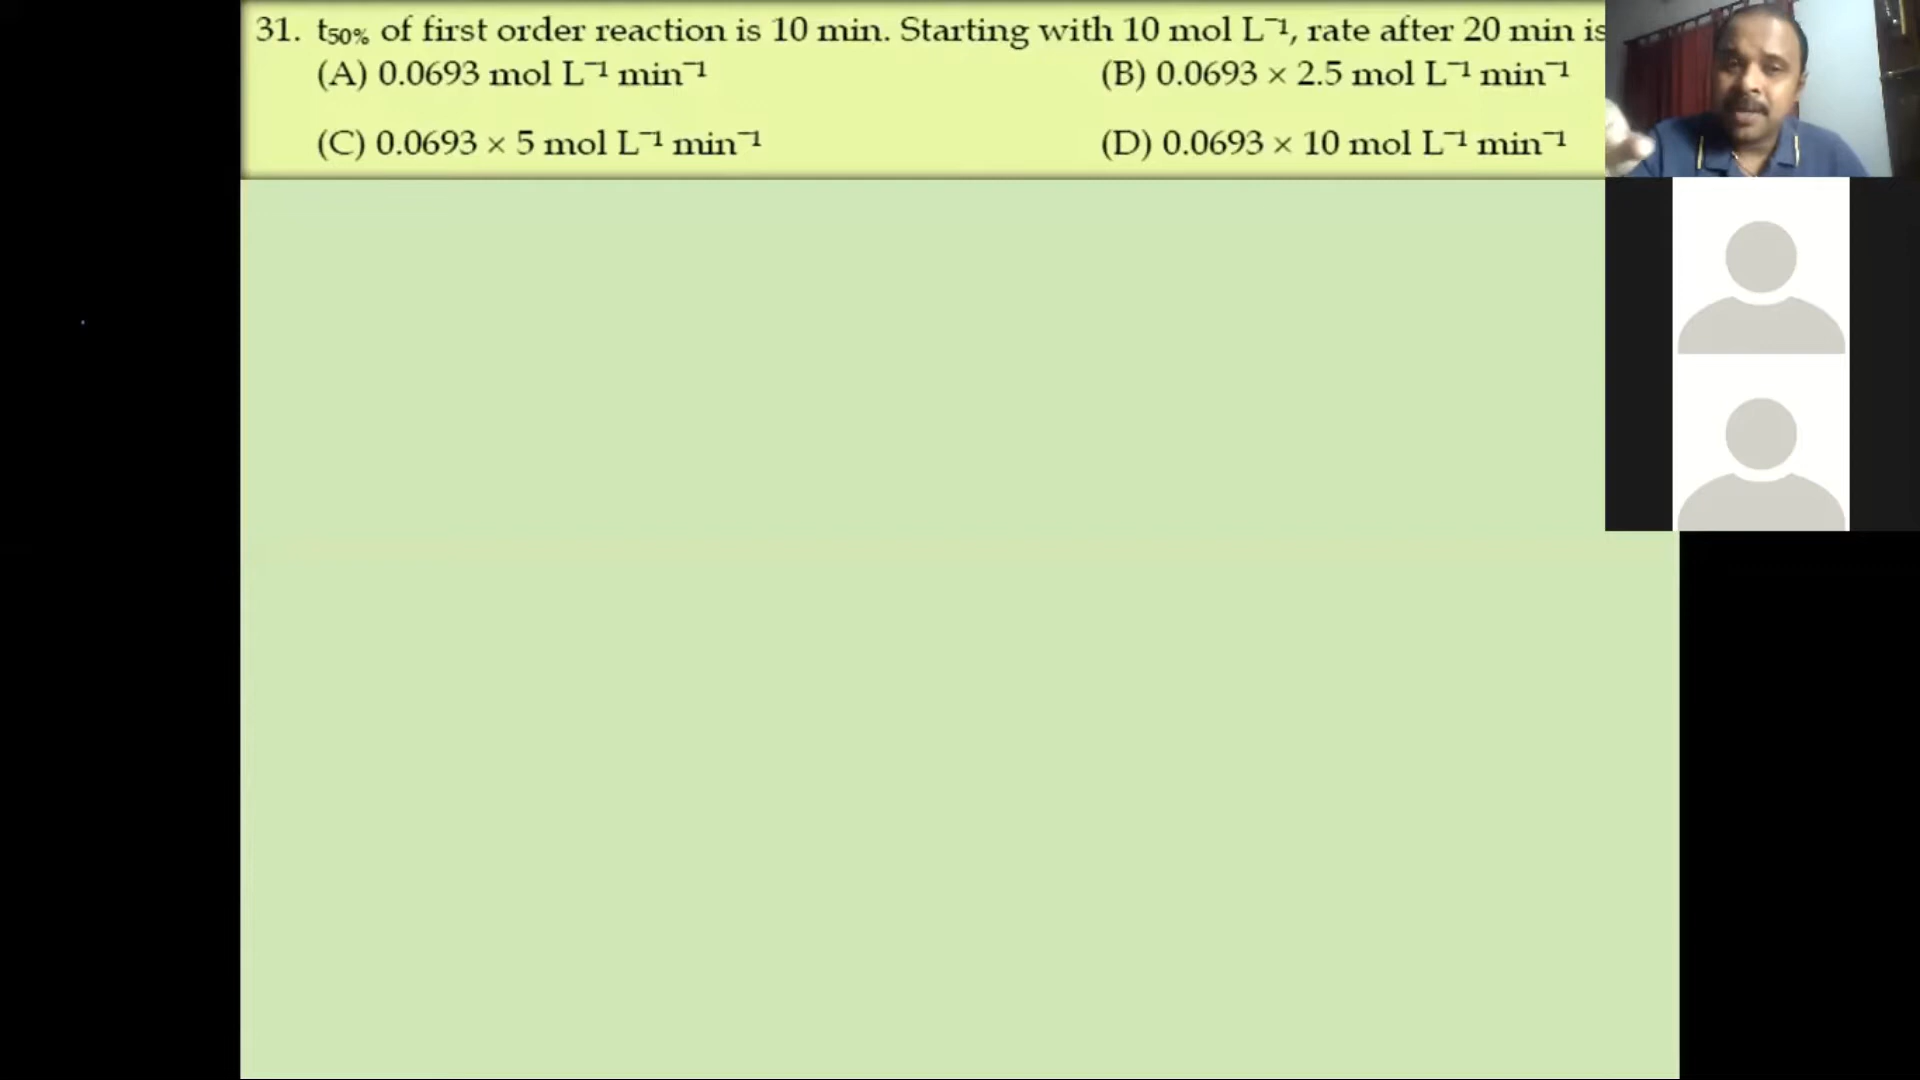 31. t₅₀% of first order reaction is 10 min. Starting with 10 mol L⁻¹, rate after 20 min is
(A) 0.0693 mol L⁻¹ min⁻¹ (B) 0.0693 × 2.5 mol L⁻¹ min⁻¹
(C) 0.0693 × 5 mol L⁻¹ min⁻¹ (D) 0.0693 × 10 mol L⁻¹ min⁻¹